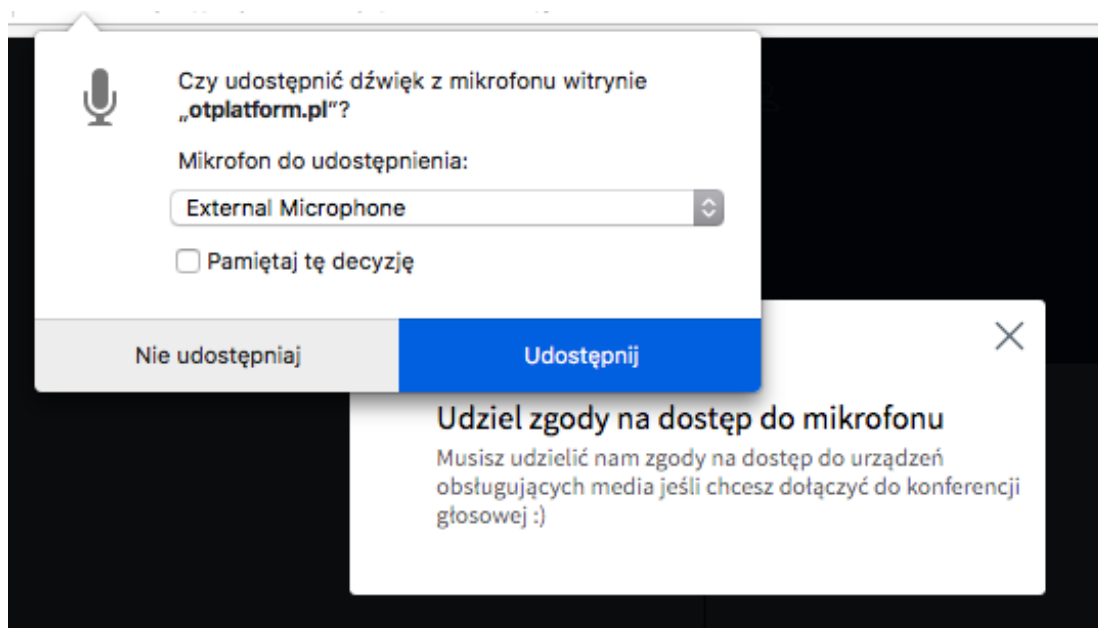 Czy udostępnić dźwięk z mikrofonu witrynie
„otplatform.pl”?
Mikrofon do udostępnienia:
External Microphone
Pamiętaj tę decyzję
Nie udostępniaj
Udostępnij
Udziel zgody na dostęp do mikrofonu
Musisz udzielić nam zgody na dostęp do urządzeń
obsługujących media jeśli chcesz dołączyć do konferencji
głosowej :)